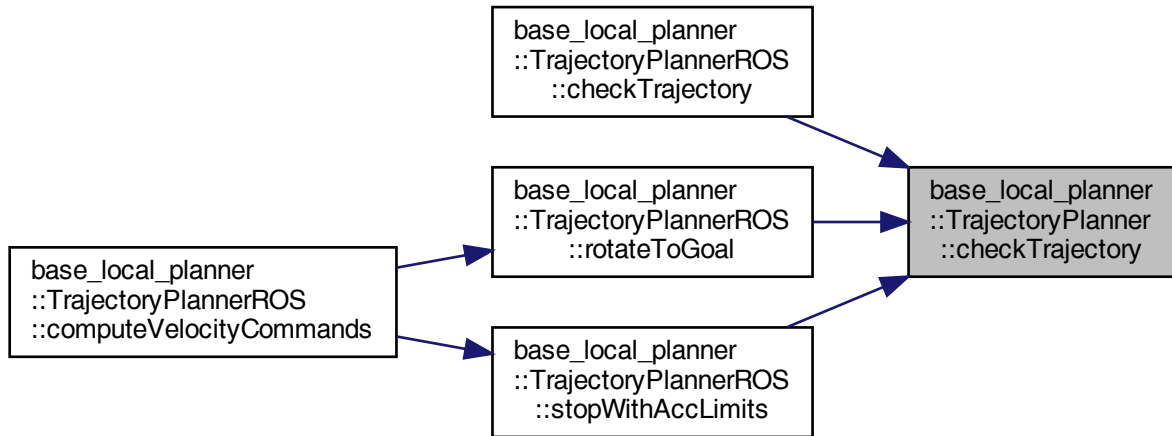 base_local_planner
::TrajectoryPlannerROS
::checkTrajectory
base_local_planner
::TrajectoryPlanner
::checkTrajectory
base_local_planner
::TrajectoryPlannerROS
::rotateToGoal
base_local_planner
::TrajectoryPlannerROS
::computeVelocityCommands
base_local_planner
::TrajectoryPlannerROS
::stopWithAccLimits